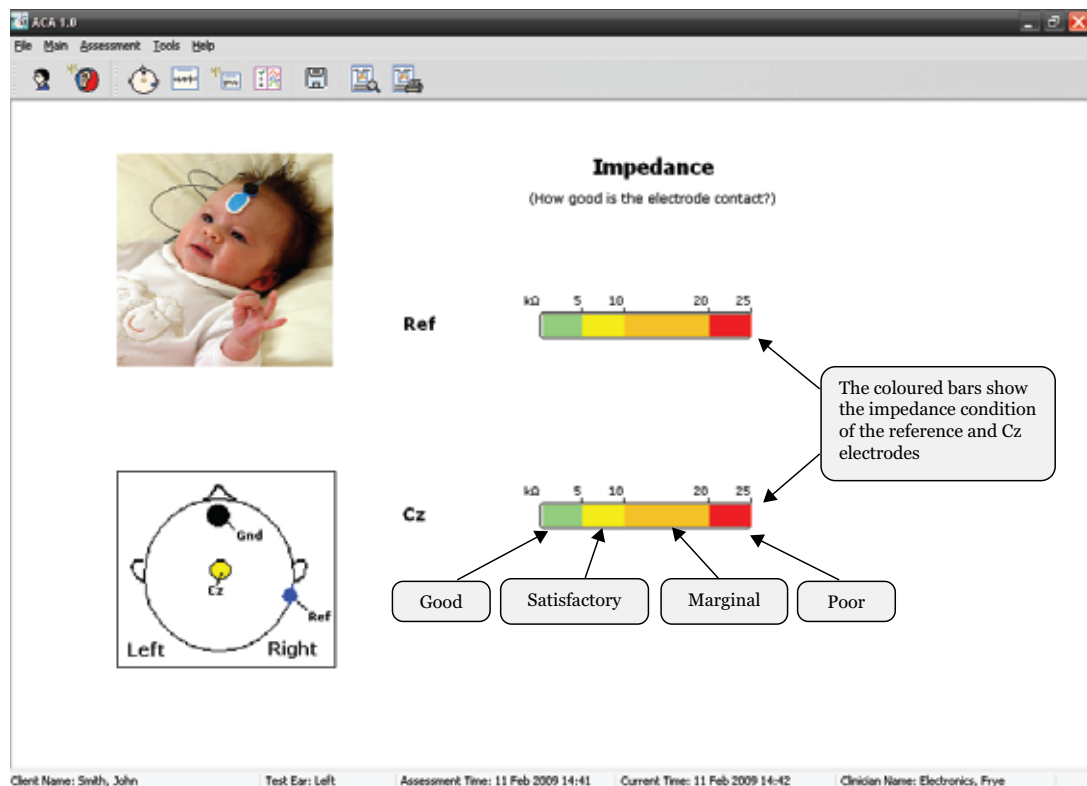 ACA 1.0
File Main Assessment Tools Help
Impedance
(How good is the electrode contact?)
kΩ 5 10 20 25
Ref
The coloured bars show
the impedance condition
of the reference and Cz
electrodes
kΩ 5 10 20 25
Cz
Good Satisfactory Marginal Poor
Gnd
Cz
Ref
Left Right
Client Name: Smith, John Test Ear: Left Assessment Time: 11 Feb 2009 14:41 Current Time: 11 Feb 2009 14:42 Clinician Name: Electronics, Frye